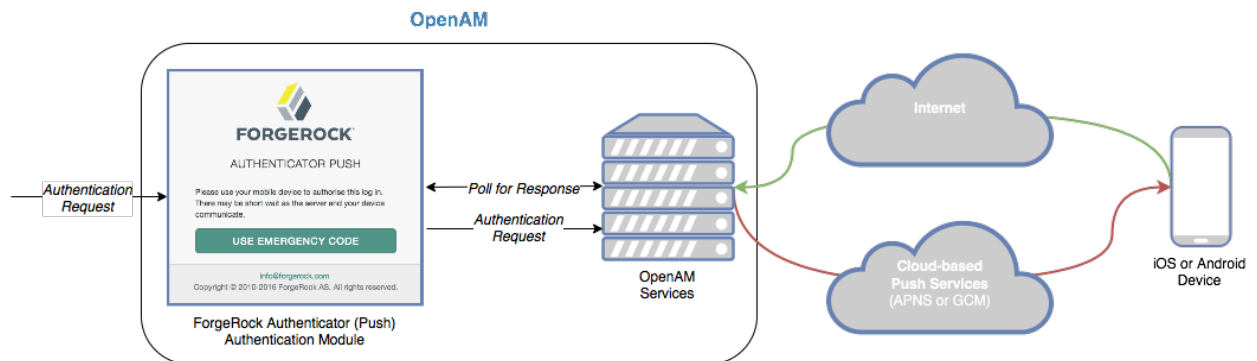 OpenAM
Authentication
Request
FORGEROCK
AUTHENTICATOR PUSH
Please use your mobile device to authorise this log in.
There may be short wait as the server and your device
communicate.
USE EMERGENCY CODE
info@forgerock.com
Copyright © 2010-2016 ForgeRock AS. All rights reserved.
ForgeRock Authenticator (Push)
Authentication Module
Poll for Response
Authentication
Request
OpenAM
Services
Internet
Cloud-based
Push Services
(APNS or GCM)
iOS or Android
Device